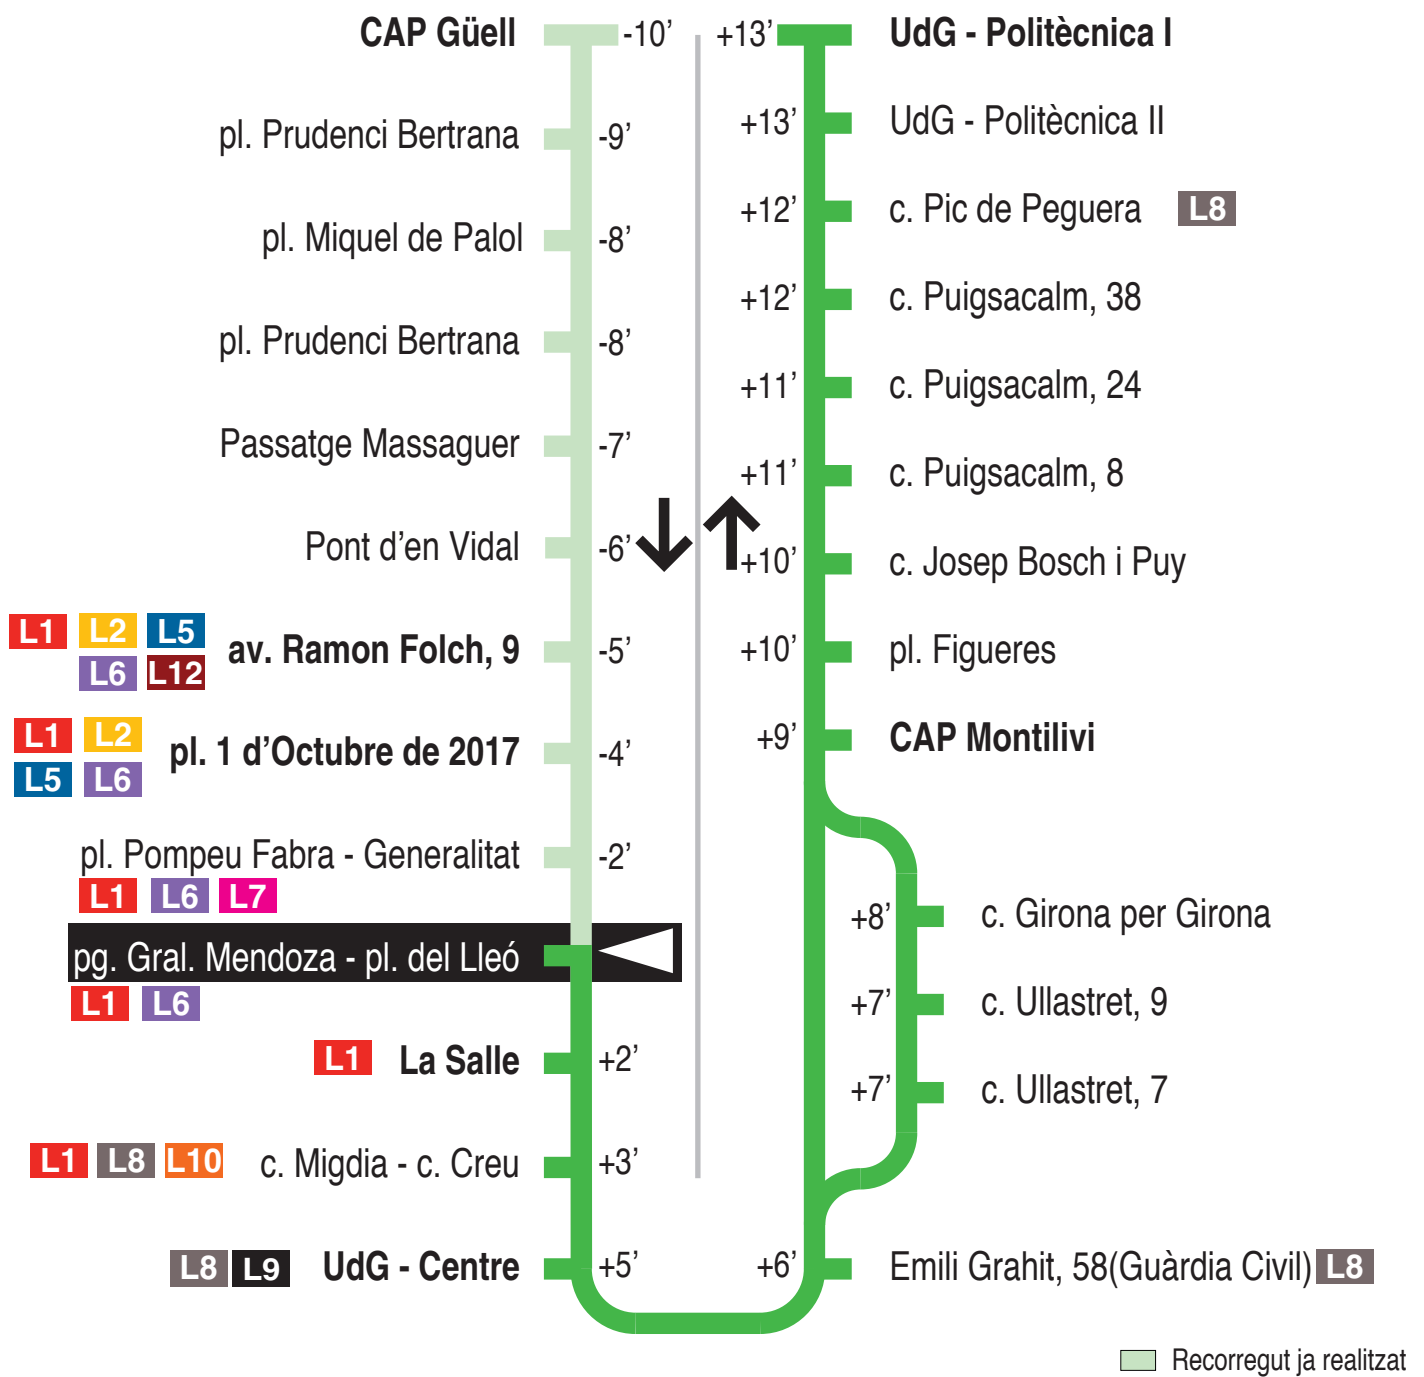 CAP Güell -10’
pl. Prudenci Bertrana -9’
pl. Miquel de Palol -8’
pl. Prudenci Bertrana -8’
Passatge Massaguer -7’
Pont d’en Vidal -6’
L1 L2 L5
av. Ramon Folch, 9 -5’
L6 L12
L1 L2
pl. 1 d’Octubre de 2017 -4’
L5 L6
pl. Pompeu Fabra - Generalitat -2’
L1 L6 L7
pg. Gral. Mendoza - pl. del Lleó
L1 L6
L1 La Salle +2’
L1 L8 L10 c. Migdia - c. Creu +3’
L8 L9 UdG - Centre +5’
+13’ UdG - Politècnica I
+13’ UdG - Politècnica II
+12’ c. Pic de Peguera L8
+12’ c. Puigsacalm, 38
+11’ c. Puigsacalm, 24
+11’ c. Puigsacalm, 8
+10’ c. Josep Bosch i Puy
+10’ pl. Figueres
+9’ CAP Montilivi
+8’ c. Girona per Girona
+7’ c. Ullastret, 9
+7’ c. Ullastret, 7
+6’ Emili Grahit, 58(Guàrdia Civil) L8
Recorregut ja realitzat